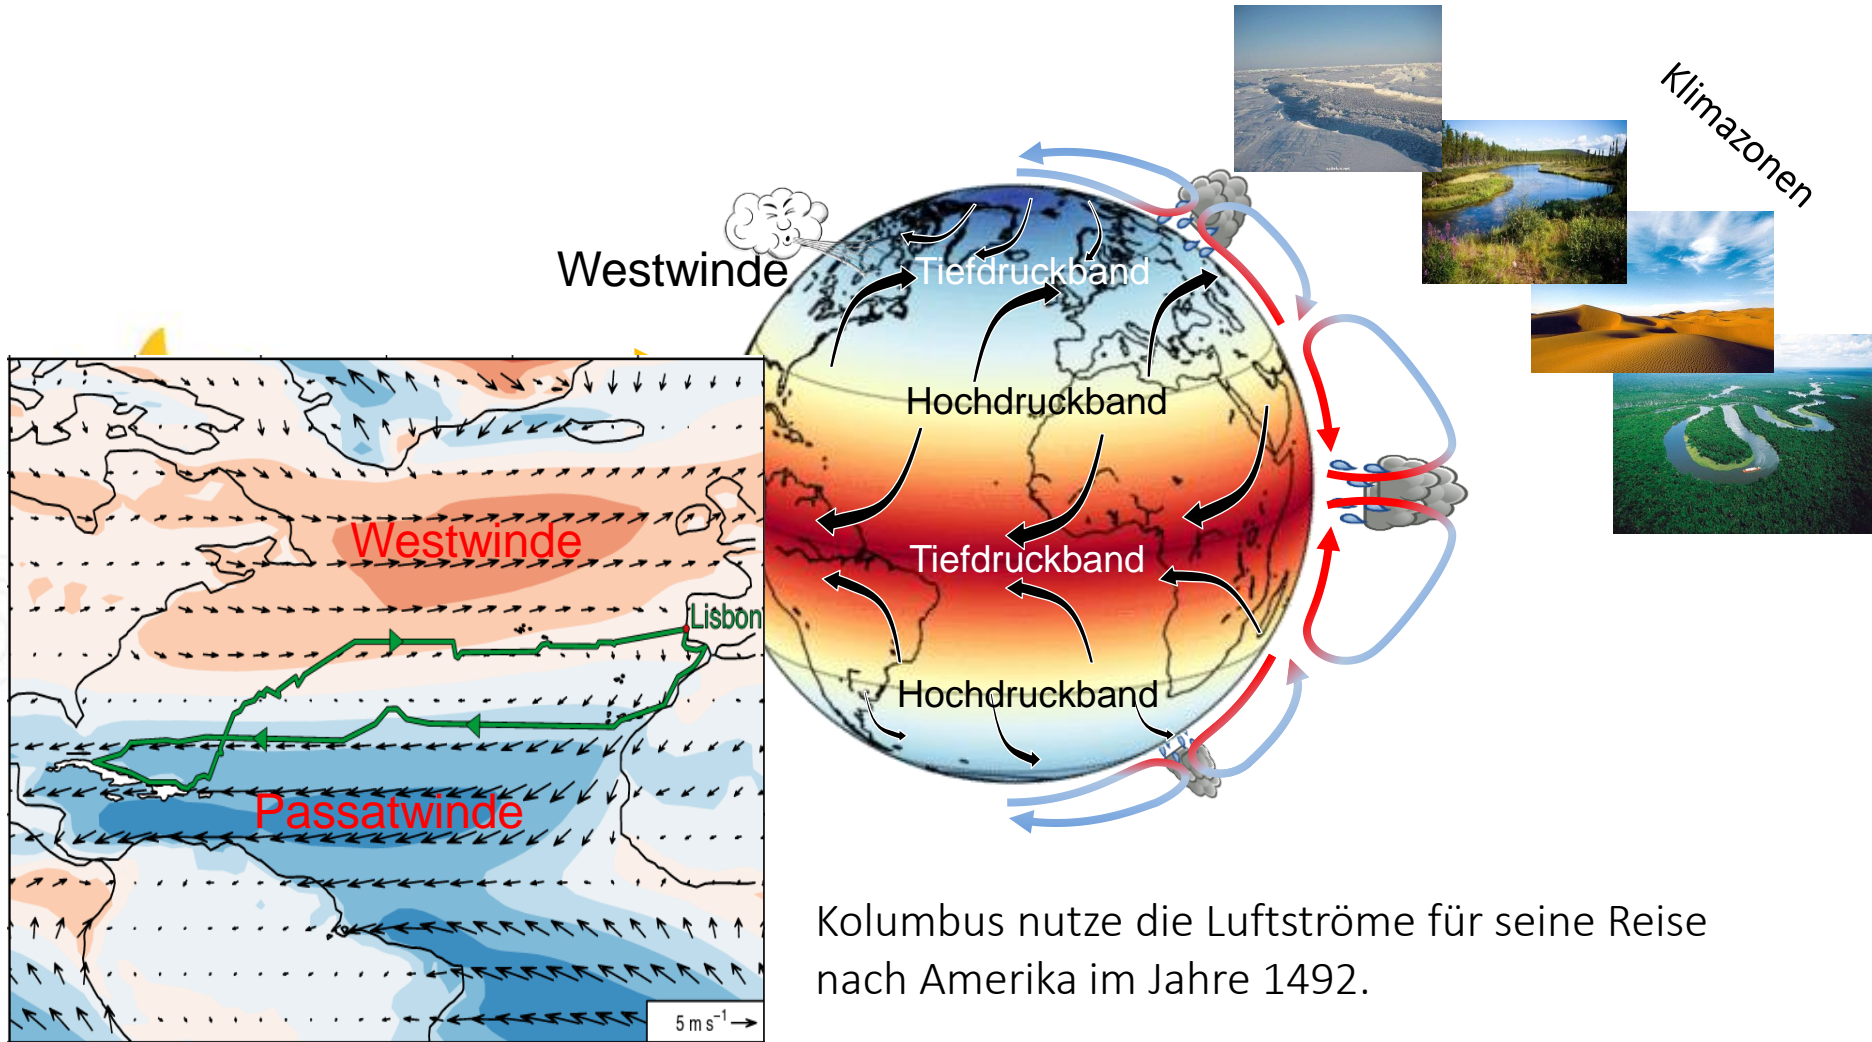 Klimazonen
Westwinde
Tiefdruckband
Hochdruckband
Tiefdruckband
Hochdruckband
Westwinde
Lisbon
Passatwinde
5 m s⁻¹
Kolumbus nutze die Luftströme für seine Reise
nach Amerika im Jahre 1492.